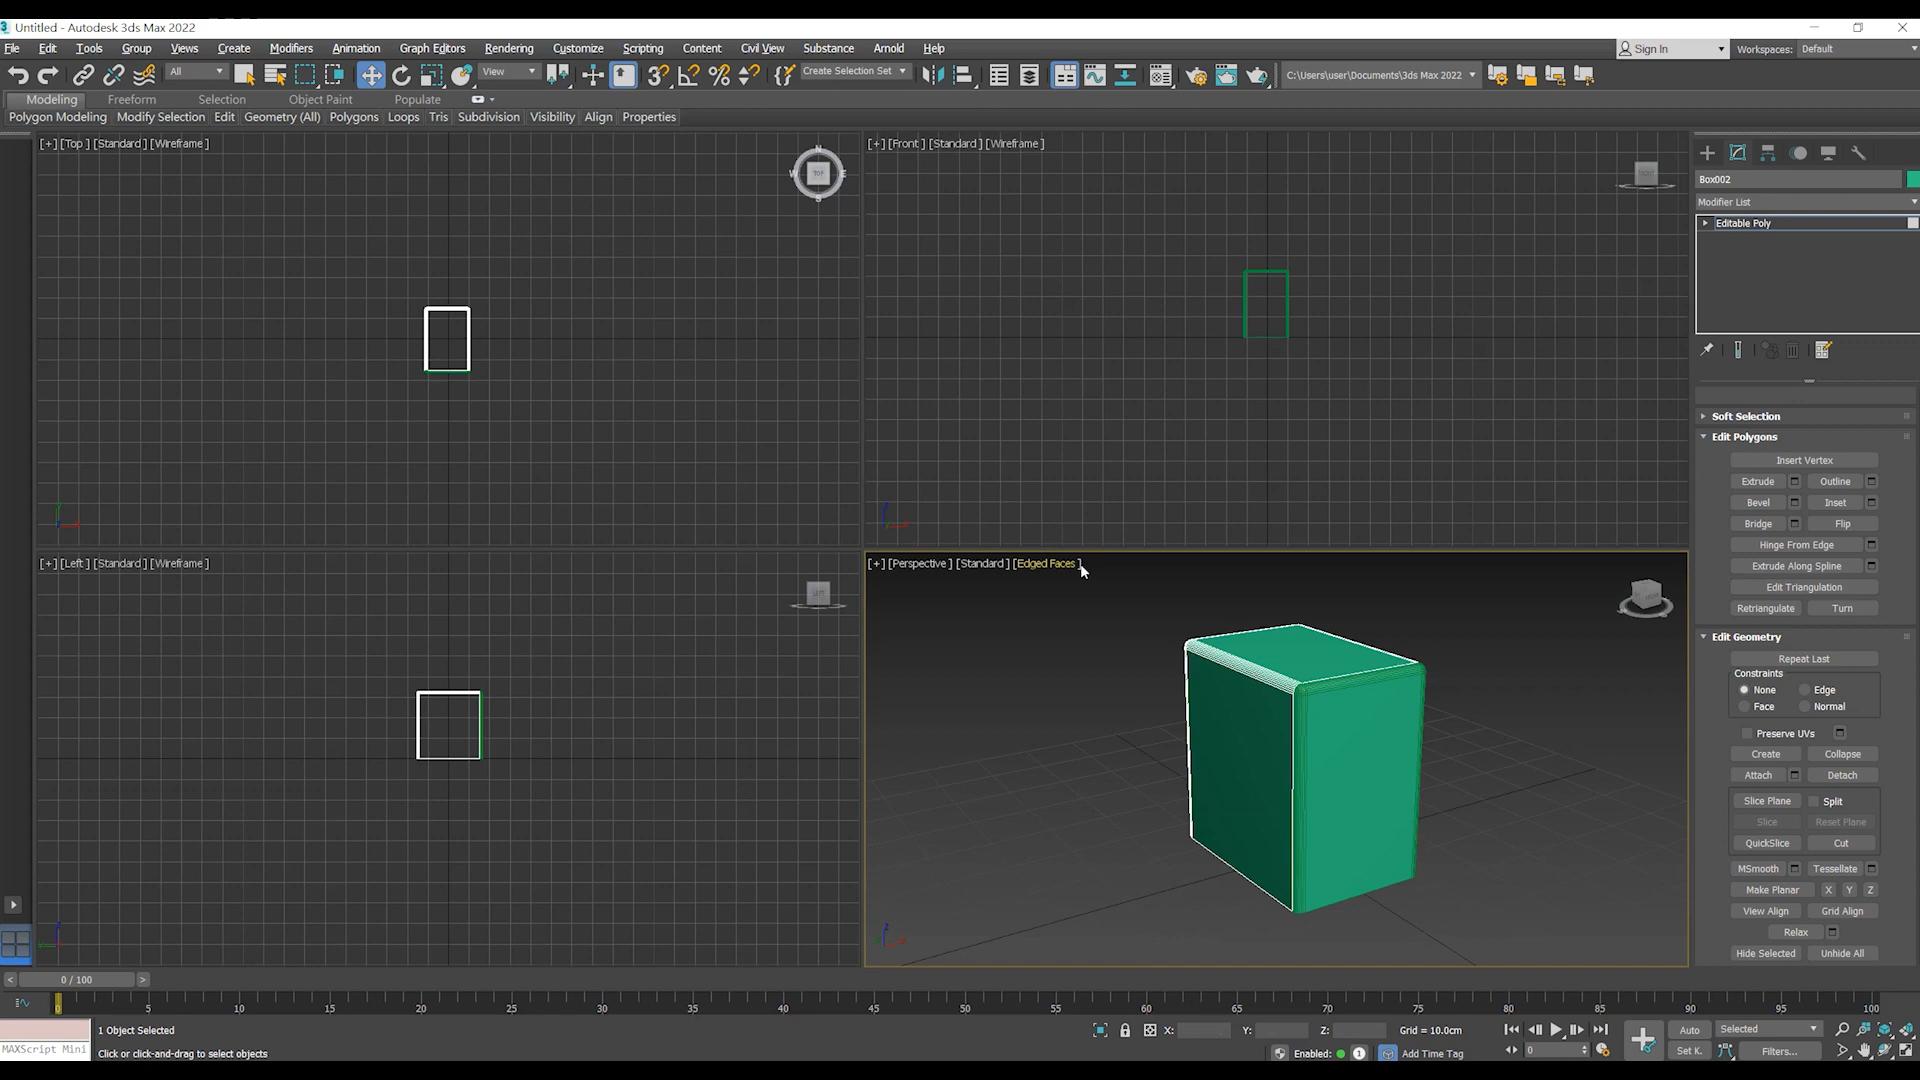 Untitled - Autodesk 3ds Max 2022
File Edit Tools Group Views Create Modifiers Animation Graph Editors Rendering Customize Scripting Content Civil View Substance Arnold Help
Sign In Workspaces: Default
All View Create Selection Set C:\Users\user\Documents\3ds Max 2022
Modeling Freeform Selection Object Paint Populate
Polygon Modeling Modify Selection Edit Geometry (All) Polygons Loops Tris Subdivision Visibility Align Properties
[+] [Top ] [Standard ] [Wireframe ]
N
W TOP E
S
[+] [Front ] [Standard ] [Wireframe ]
FRONT
Box002
Modifier List
Editable Poly
[+] [Left ] [Standard ] [Wireframe ]
LEFT
[+] [Perspective ] [Standard ] [Edged Faces ]
Soft Selection
Edit Polygons
Insert Vertex
Extrude Outline
Bevel Inset
Bridge Flip
Hinge From Edge
Extrude Along Spline
Edit Triangulation
Retriangulate Turn
Edit Geometry
Repeat Last
Constraints
None Edge
Face Normal
Preserve UVs
Create Collapse
Attach Detach
Slice Plane Split
Slice Reset Plane
QuickSlice Cut
MSmooth Tessellate
Make Planar X Y Z
View Align Grid Align
Relax
Hide Selected Unhide All
< 0 / 100 >
0 5 10 15 20 25 30 35 40 45 50 55 60 65 70 75 80 85 90 95 100
1 Object Selected X: Y: Z: Grid = 10.0cm Auto Selected
MAXScript Mini Click or click-and-drag to select objects Enabled: 1 Add Time Tag 0 Set K. Filters...